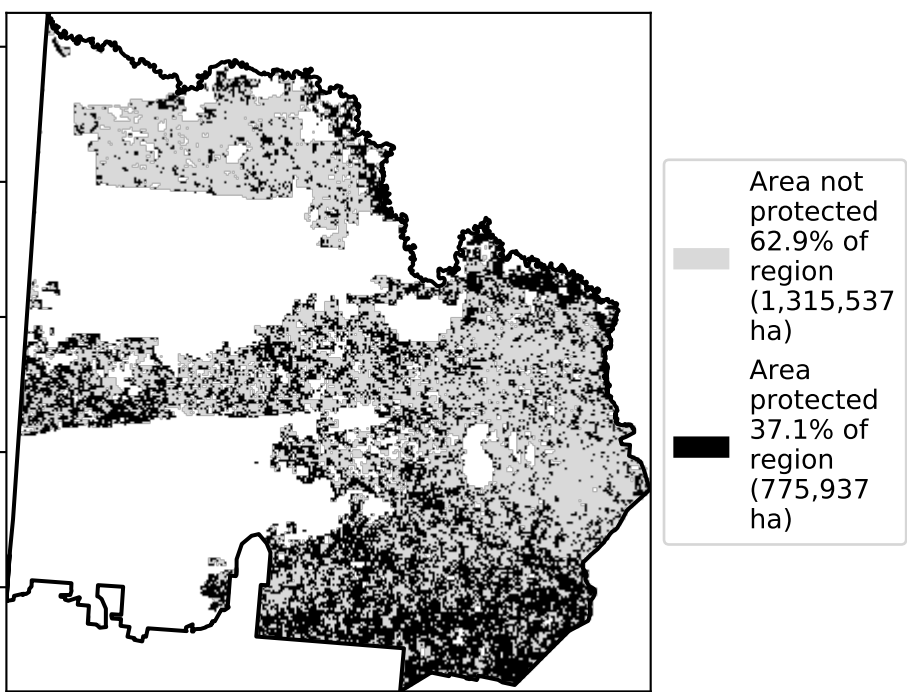 Area not
protected
62.9% of
region
(1,315,537
ha)
Area
protected
37.1% of
region
(775,937
ha)